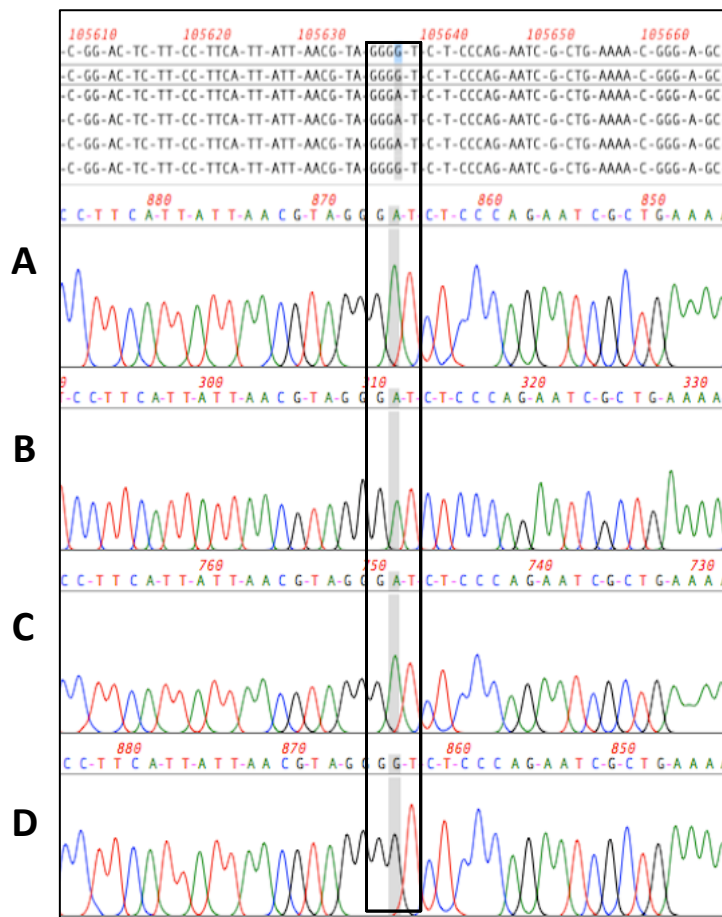 105610 105620 105630 105640 105650 105660
-C-GG-AC-TC-TT-CC-TTCA-TT-ATT-AACG-TA-GGGG-T-C-T-CCCAG-AATC-G-CTG-AAAA-C-GGG-A-GC
-C-GG-AC-TC-TT-CC-TTCA-TT-ATT-AACG-TA-GGGG-T-C-T-CCCAG-AATC-G-CTG-AAAA-C-GGG-A-GC
-C-GG-AC-TC-TT-CC-TTCA-TT-ATT-AACG-TA-GGGA-T-C-T-CCCAG-AATC-G-CTG-AAAA-C-GGG-A-GC
-C-GG-AC-TC-TT-CC-TTCA-TT-ATT-AACG-TA-GGGA-T-C-T-CCCAG-AATC-G-CTG-AAAA-C-GGG-A-GC
-C-GG-AC-TC-TT-CC-TTCA-TT-ATT-AACG-TA-GGGA-T-C-T-CCCAG-AATC-G-CTG-AAAA-C-GGG-A-GC
-C-GG-AC-TC-TT-CC-TTCA-TT-ATT-AACG-TA-GGGG-T-C-T-CCCAG-AATC-G-CTG-AAAA-C-GGG-A-GC
880 870 860 850
C C-T T C A-T T-A T T-A A C G-T A G G G A T-C-T-C C C A G-A A T C G C T G-A A A A
A
300 310 320 330
C C-T T C A-T T-A T T-A A C G-T A G G G A T-C-T-C C C A G-A A T C G-C T G-A A A A
B
760 750 740 730
C C-T T C A-T T-A T T-A A C G-T A G G G A T-C-T-C C C A G-A A T C G-C T G-A A A A
C
880 870 860 850
C C-T T C A-T T-A T T-A A C G-T A G G G G-T-C-T-C C C A G-A A T C G-C T G-A A A A
D